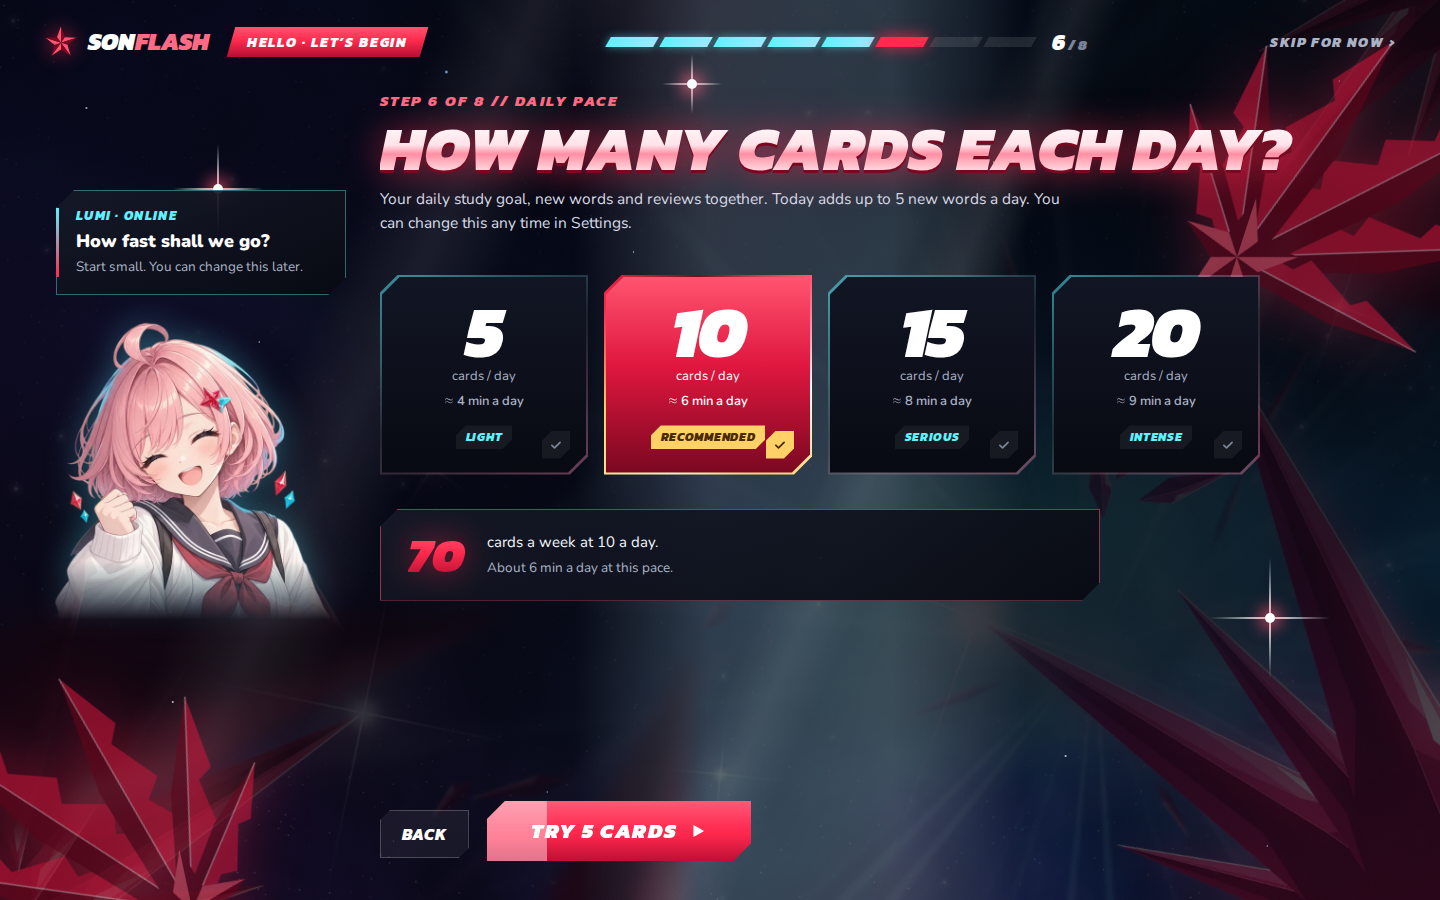 SONFLASH
HELLO · LET'S BEGIN
6 / 8
SKIP FOR NOW ›
STEP 6 OF 8 // DAILY PACE
HOW MANY CARDS EACH DAY?
Your daily study goal, new words and reviews together. Today adds up to 5 new words a day. You
can change this any time in Settings.
LUMI · ONLINE
How fast shall we go?
Start small. You can change this later.
5
cards / day
≈ 4 min a day
LIGHT
10
cards / day
≈ 6 min a day
RECOMMENDED
15
cards / day
≈ 8 min a day
SERIOUS
20
cards / day
≈ 9 min a day
INTENSE
70
cards a week at 10 a day.
About 6 min a day at this pace.
BACK
TRY 5 CARDS